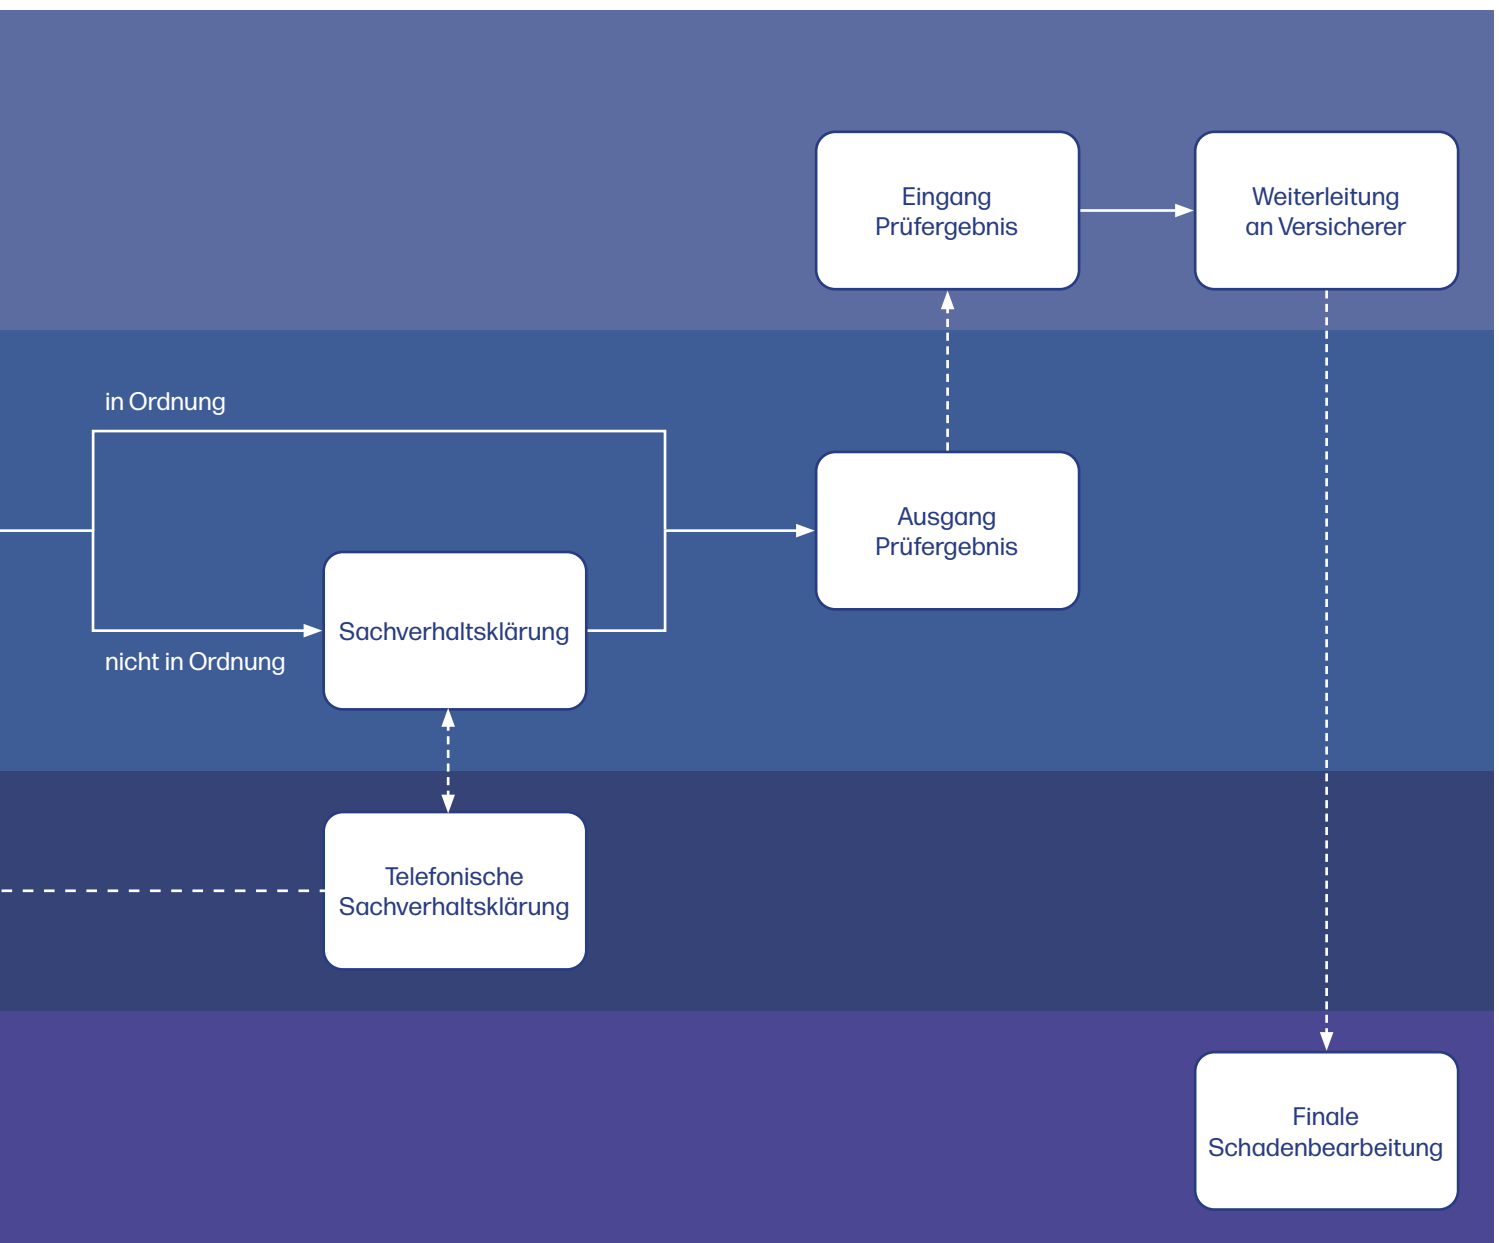 Eingang
Prüfergebnis
Weiterleitung
an Versicherer
in Ordnung
Ausgang
Prüfergebnis
Sachverhaltsklärung
nicht in Ordnung
Telefonische
Sachverhaltsklärung
Finale
Schadenbearbeitung